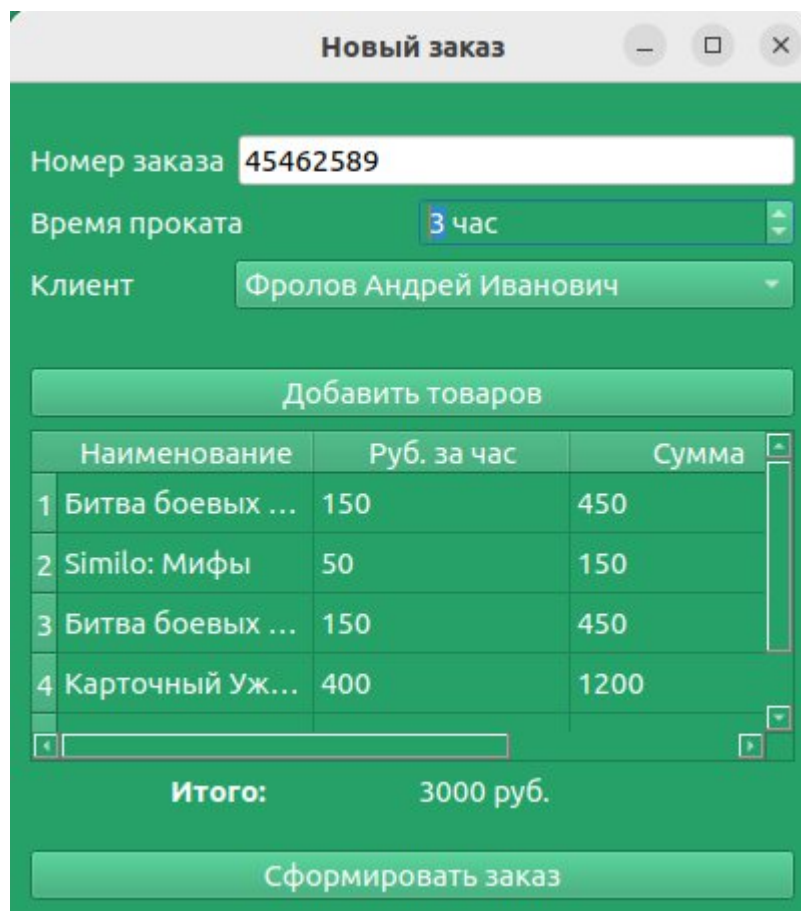 Новый заказ
Номер заказа 45462589
Время проката 3 час
Клиент Фролов Андрей Иванович
Добавить товаров
Наименование Руб. за час Сумма
1 Битва боевых ... 150 450
2 Similo: Мифы 50 150
3 Битва боевых ... 150 450
4 Карточный Уж... 400 1200
Итого: 3000 руб.
Сформировать заказ